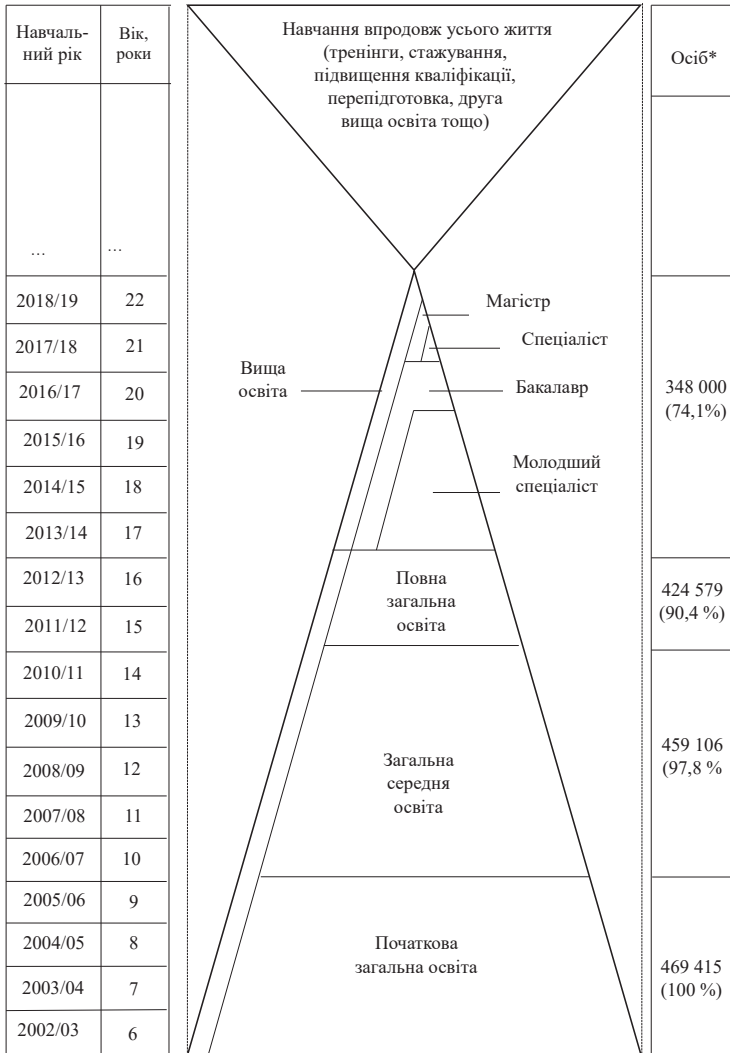 Навчаль-
ний рік
Вік,
роки
Навчання впродовж усього життя
(тренінги, стажування,
підвищення кваліфікації,
перепідготовка, друга
вища освіта тощо)
Осіб*
...
...
2018/19
22
Магістр
2017/18
21
Спеціаліст
Вища
освіта
2016/17
20
Бакалавр
348 000
(74,1%)
2015/16
19
2014/15
18
Молодший
спеціаліст
2013/14
17
2012/13
16
Повна
загальна
освіта
424 579
(90,4 %)
2011/12
15
2010/11
14
2009/10
13
2008/09
12
Загальна
середня
освіта
459 106
(97,8 %
2007/08
11
2006/07
10
2005/06
9
2004/05
8
Початкова
загальна освіта
469 415
(100 %)
2003/04
7
2002/03
6